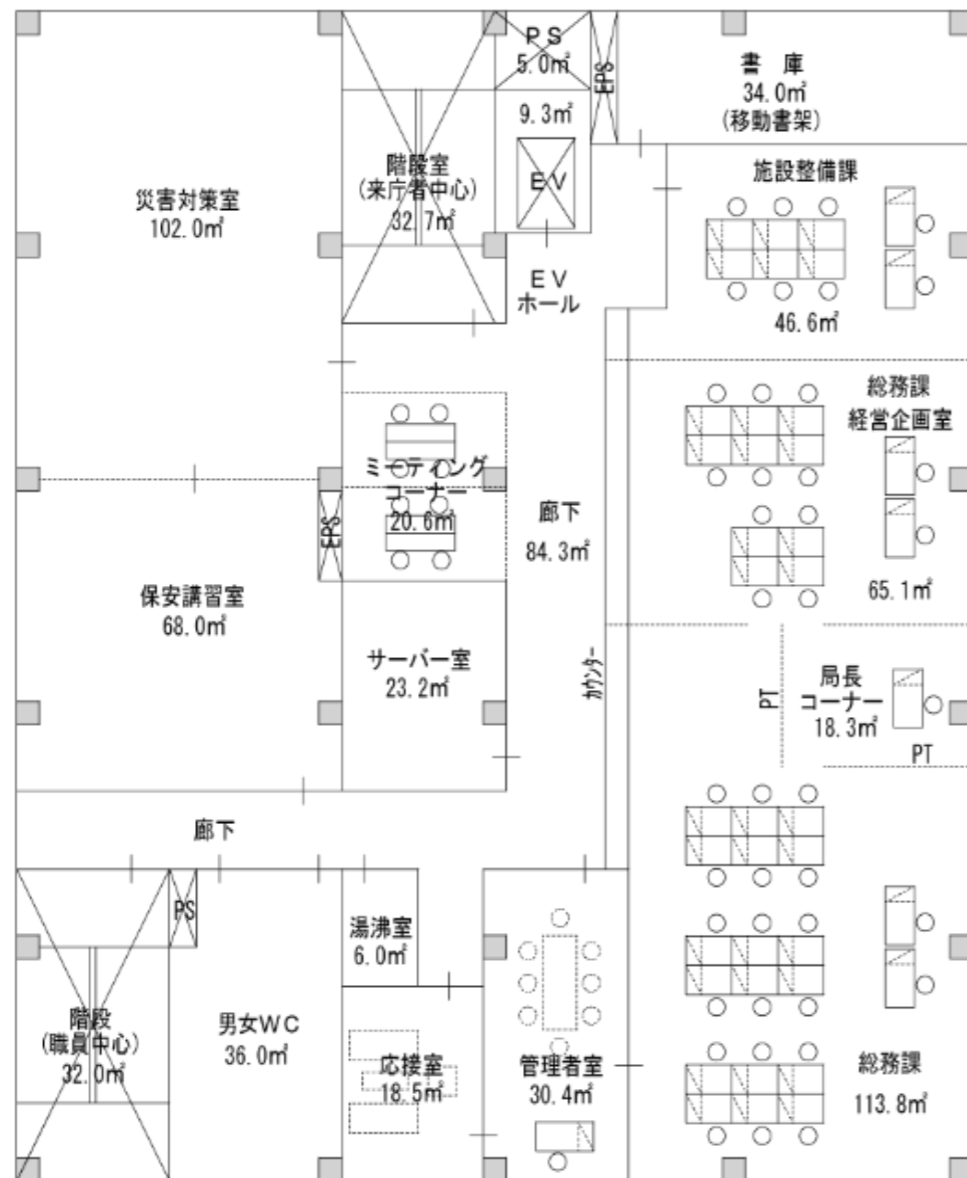 PS
5.0㎡
EPS
書 庫
34.0㎡
(移動書架)
9.3㎡
EV
階段室
(来庁者中心)
32.7㎡
災害対策室
102.0㎡
施設整備課
46.6㎡
EV
ホール
総務課
経営企画室
65.1㎡
ミーティング
コーナー
20.6㎡
EPS
廊下
84.3㎡
保安講習室
68.0㎡
サーバー室
23.2㎡
カウンター
PT
局長
コーナー
18.3㎡
PT
廊下
PS
湯沸室
6.0㎡
階段
(職員中心)
32.0㎡
男女WC
36.0㎡
応接室
18.5㎡
管理者室
30.4㎡
総務課
113.8㎡